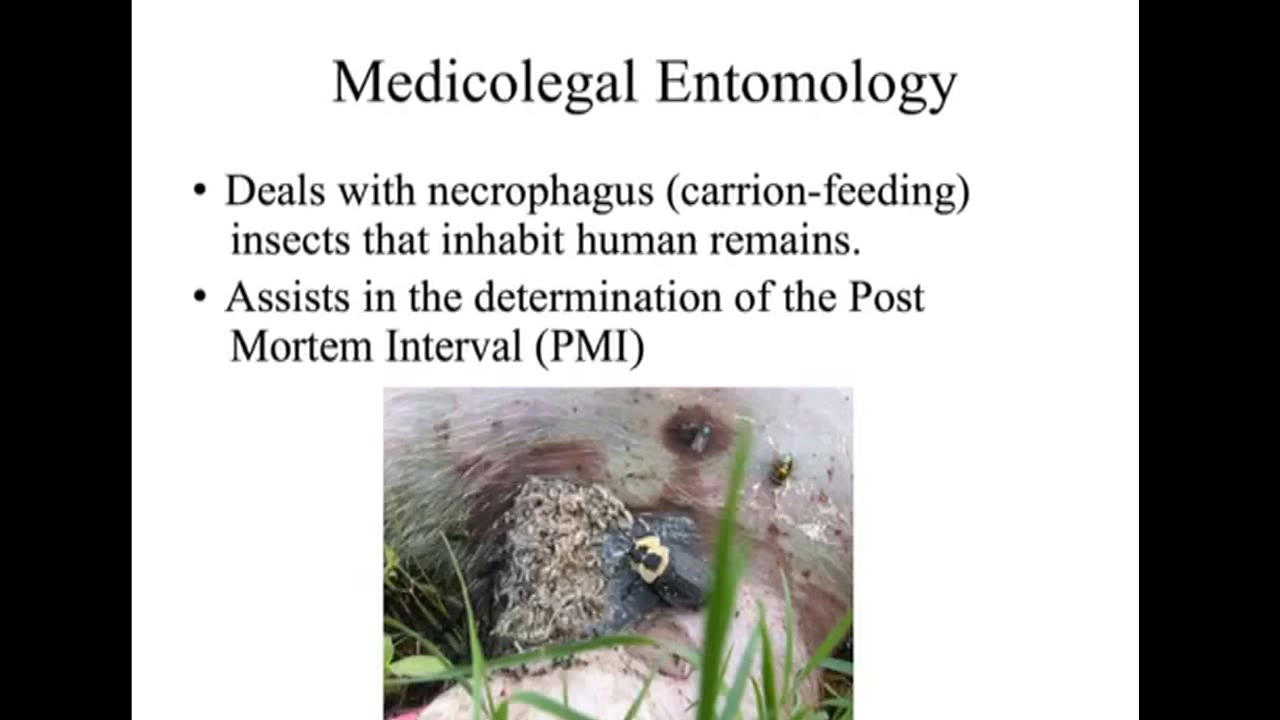 Medicolegal Entomology
• Deals with necrophagus (carrion-feeding)
insects that inhabit human remains.
• Assists in the determination of the Post
Mortem Interval (PMI)